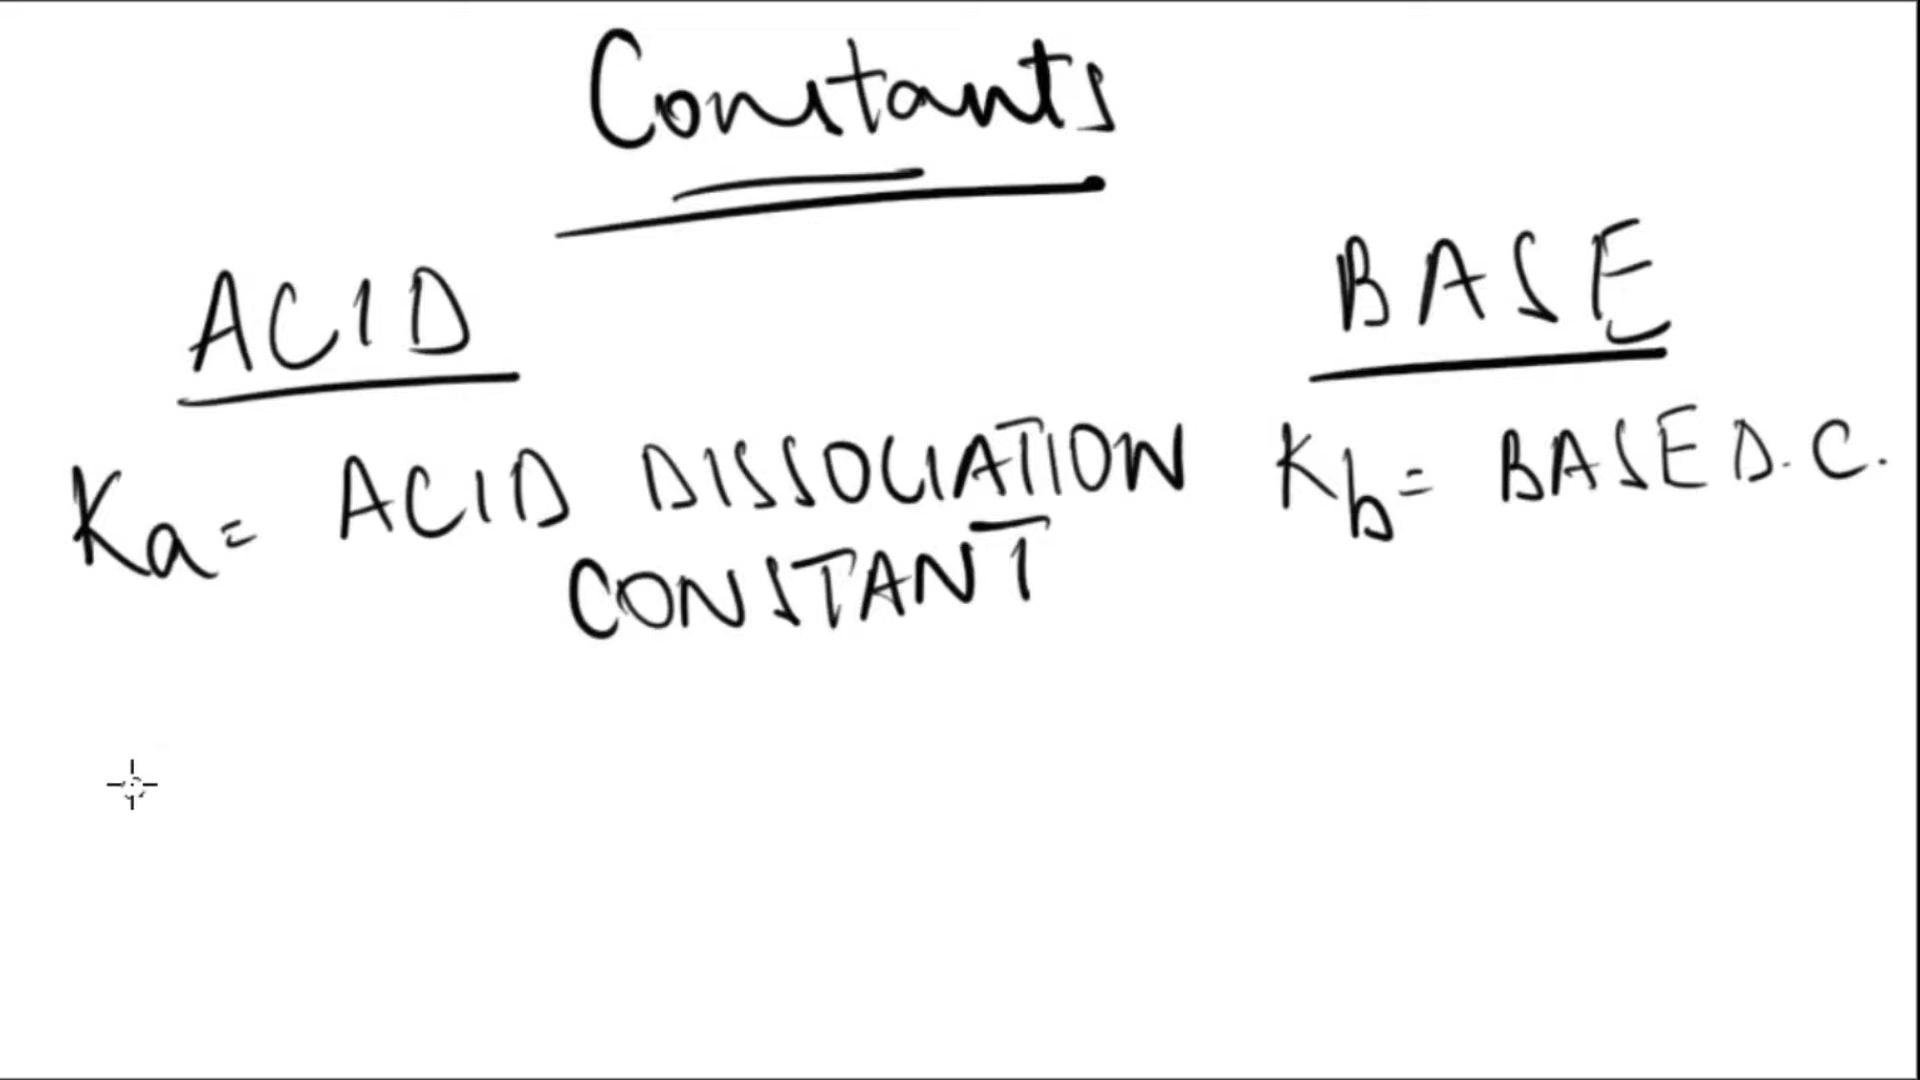 Constants
ACID
BASE
Ka = ACID DISSOCIATION CONSTANT
Kb = BASE D.C.